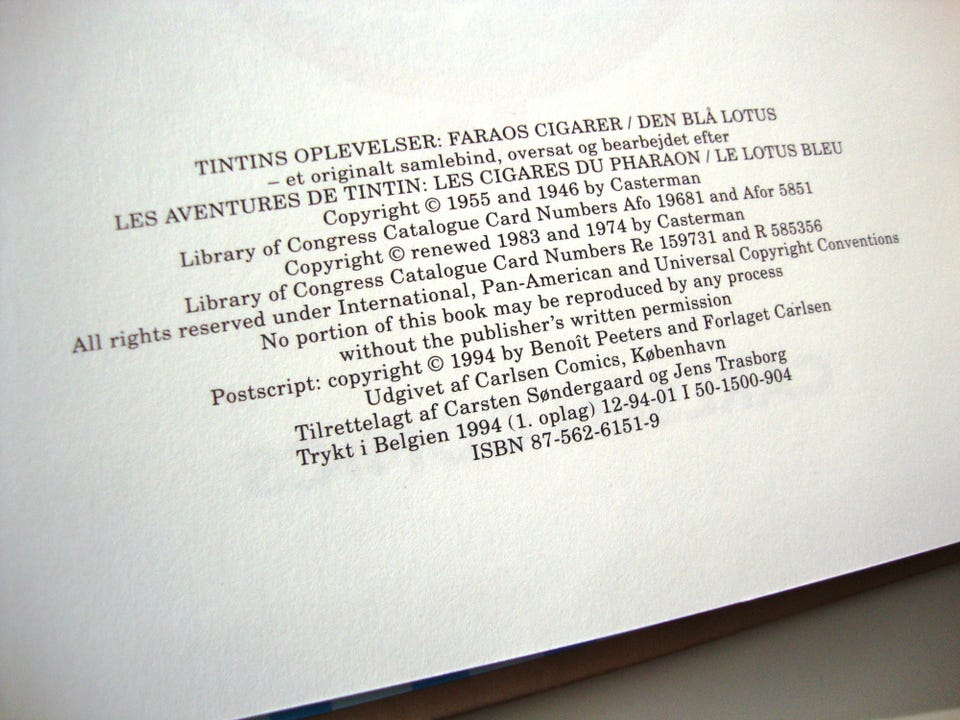 TINTINS OPLEVELSER: FARAOS CIGARER / DEN BLÅ LOTUS
– et originalt samlebind, oversat og bearbejdet efter
LES AVENTURES DE TINTIN: LES CIGARES DU PHARAON / LE LOTUS BLEU
Copyright © 1955 and 1946 by Casterman
Library of Congress Catalogue Card Numbers Afo 19681 and Afor 5851
Copyright © renewed 1983 and 1974 by Casterman
Library of Congress Catalogue Card Numbers Re 159731 and R 585356
All rights reserved under International, Pan-American and Universal Copyright Conventions
No portion of this book may be reproduced by any process
without the publisher's written permission
Postscript: copyright © 1994 by Benoît Peeters and Forlaget Carlsen
Udgivet af Carlsen Comics, København
Tilrettelagt af Carsten Søndergaard og Jens Trasborg
Trykt i Belgien 1994 (1. oplag) 12-94-01 I 50-1500-904
ISBN 87-562-6151-9